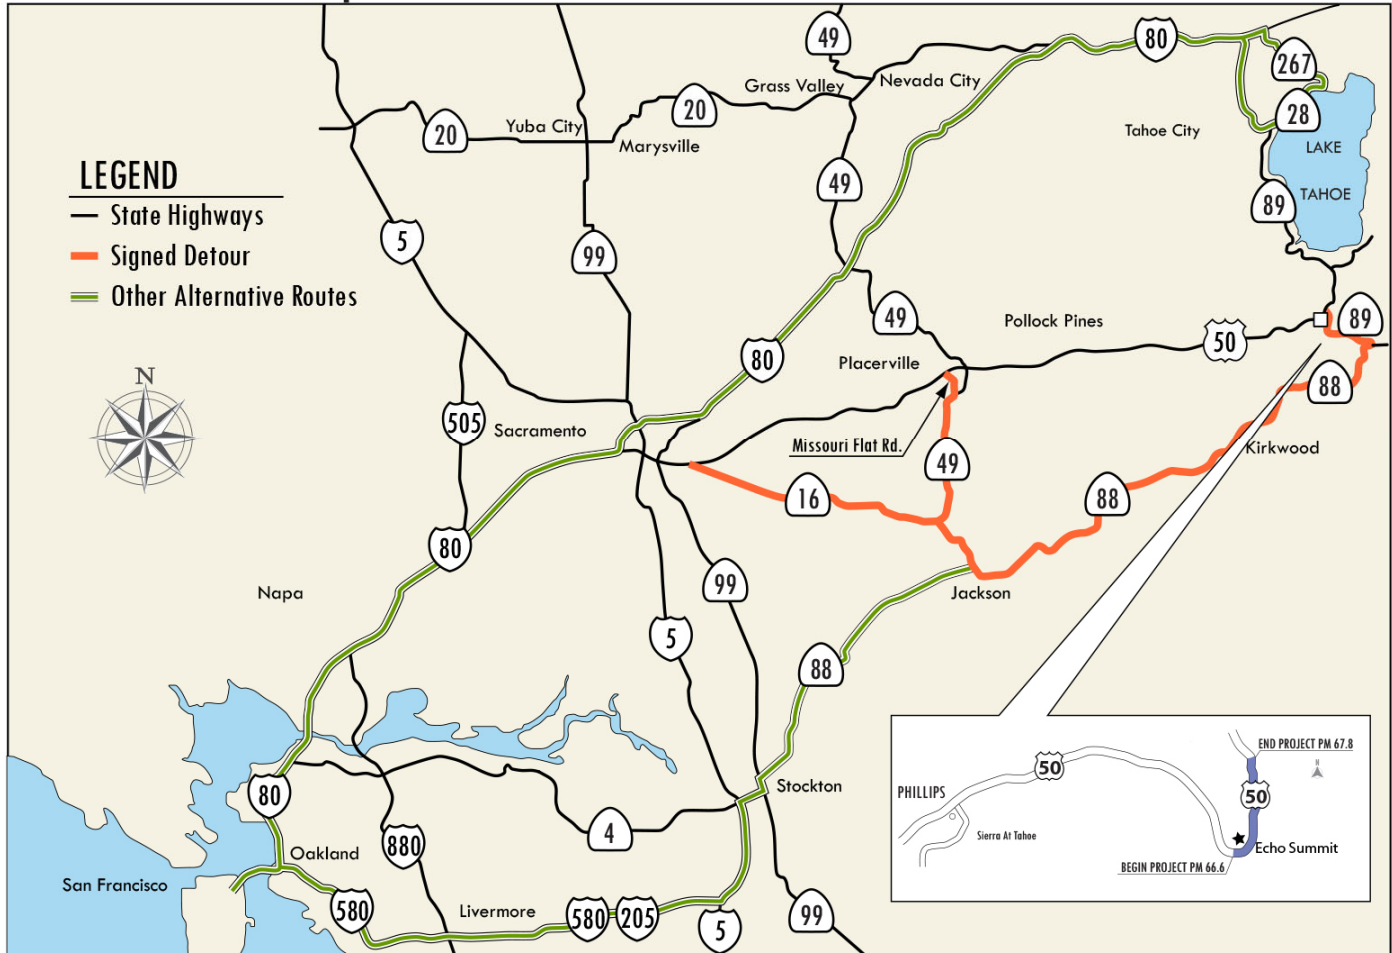 49
80
267
Nevada City
Grass Valley
20
20
28
Yuba City
Marysville
Tahoe City
LAKE
TAHOE
LEGEND
State Highways
Signed Detour
Other Alternative Routes
49
89
5
99
49
Pollock Pines
50
89
Placerville
80
88
N
505
Sacramento
Missouri Flat Rd.
49
Kirkwood
16
88
80
99
Napa
Jackson
5
88
Stockton
80
4
880
Oakland
San Francisco
580
Livermore
580
205
5
99
END PROJECT PM 67.8
N
50
PHILLIPS
50
Sierra At Tahoe
Echo Summit
BEGIN PROJECT PM 66.6